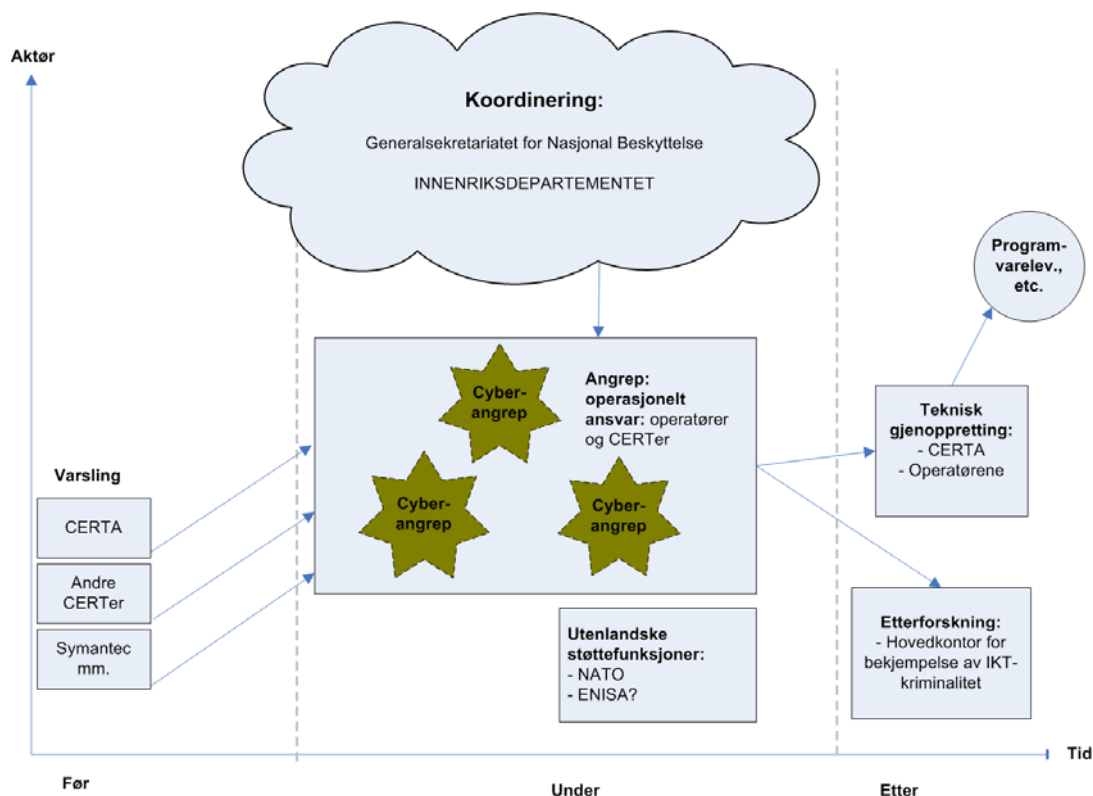 Aktør
Koordinering:
Generalsekretariatet for Nasjonal Beskyttelse
INNENRIKSDEPARTEMENTET
Program-
varelev.,
etc.
Cyber-
angrep
Angrep:
operasjonelt
ansvar: operatører
og CERTer
Cyber-
angrep
Cyber-
angrep
Teknisk
gjenoppretting:
- CERTA
- Operatørene
Varsling
CERTA
Andre
CERTer
Symantec
mm.
Utenlandske
støttefunksjoner:
- NATO
- ENISA?
Etterforskning:
- Hovedkontor for
bekjempelse av IKT-
kriminalitet
Tid
Før
Under
Etter